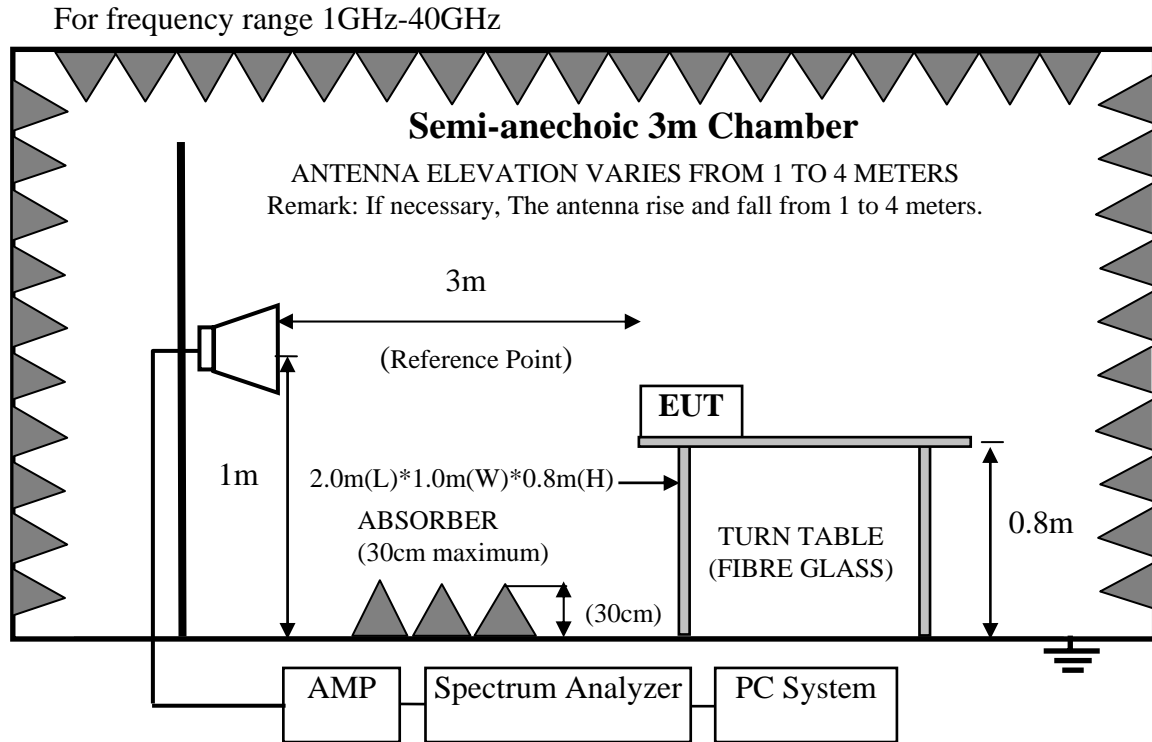 For frequency range 1GHz-40GHz
Semi-anechoic 3m Chamber
ANTENNA ELEVATION VARIES FROM 1 TO 4 METERS
Remark: If necessary, The antenna rise and fall from 1 to 4 meters.
3m
(Reference Point)
EUT
1m
2.0m(L)*1.0m(W)*0.8m(H)
ABSORBER
(30cm maximum)
TURN TABLE
(FIBRE GLASS)
0.8m
(30cm)
AMP
Spectrum Analyzer
PC System